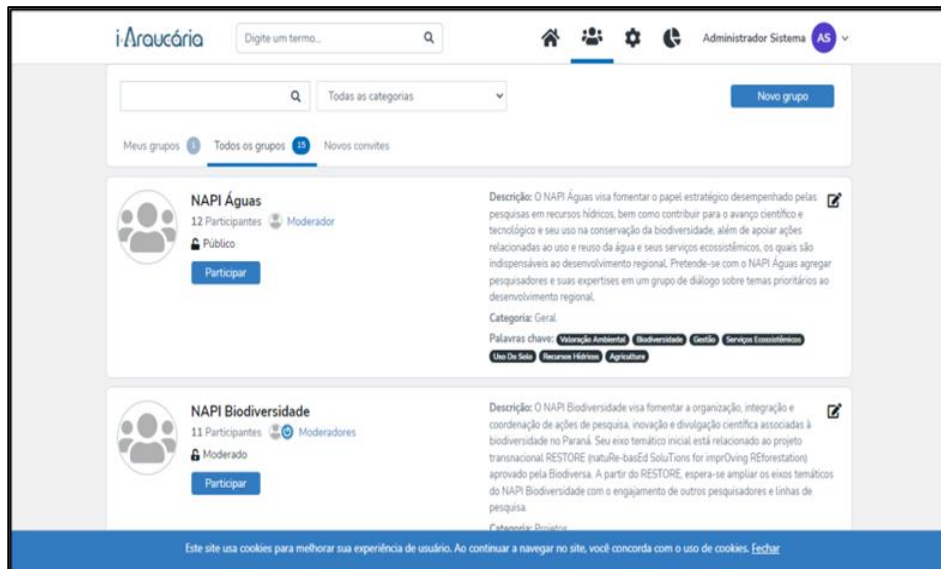 i·Araucária
Digite um termo...
Administrador Sistema AS
Todas as categorias
Novo grupo
Meus grupos 1 Todos os grupos 15 Novos convites
NAPI Águas
12 Participantes Moderador
Público
Participar
Descrição: O NAPI Águas visa fomentar o papel estratégico desempenhado pelas
pesquisas em recursos hídricos, bem como contribuir para o avanço científico e
tecnológico e seu uso na conservação da biodiversidade, além de apoiar ações
relacionadas ao uso e reuso da água e seus serviços ecossistêmicos, os quais são
indispensáveis ao desenvolvimento regional. Pretende-se com o NAPI Águas agregar
pesquisadores e suas expertises em um grupo de diálogo sobre temas prioritários ao
desenvolvimento regional.
Categoria: Geral
Palavras chave: Valoração Ambiental Biodiversidade Gestão Serviços Ecossistêmicos
Uso Do Solo Recursos Hídricos Agricultura
NAPI Biodiversidade
11 Participantes Moderadores
Moderado
Participar
Descrição: O NAPI Biodiversidade visa fomentar a organização, integração e
coordenação de ações de pesquisa, inovação e divulgação científica associadas à
biodiversidade no Paraná. Seu eixo temático inicial está relacionado ao projeto
transnacional RESTORE (natuRe-basEd SoluTions for imprOving REforestation)
aprovado pela Biodiversa. A partir do RESTORE, espera-se ampliar os eixos temáticos
do NAPI Biodiversidade com o engajamento de outros pesquisadores e linhas de
pesquisa.
Categoria: Projetos
Este site usa cookies para melhorar sua experiência de usuário. Ao continuar a navegar no site, você concorda com o uso de cookies. Fechar